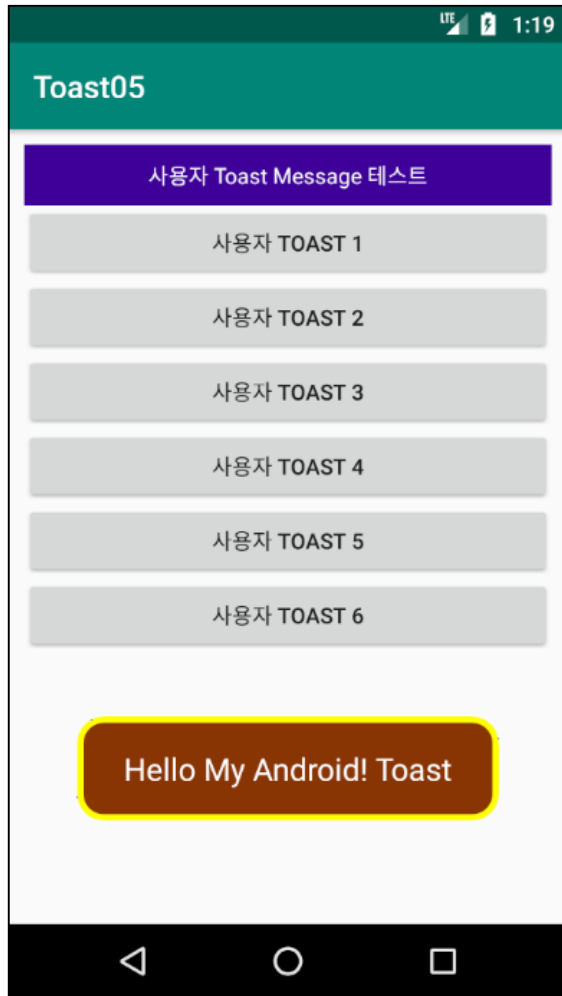 LTE 1:19
Toast05
사용자 Toast Message 테스트
사용자 TOAST 1
사용자 TOAST 2
사용자 TOAST 3
사용자 TOAST 4
사용자 TOAST 5
사용자 TOAST 6
Hello My Android! Toast